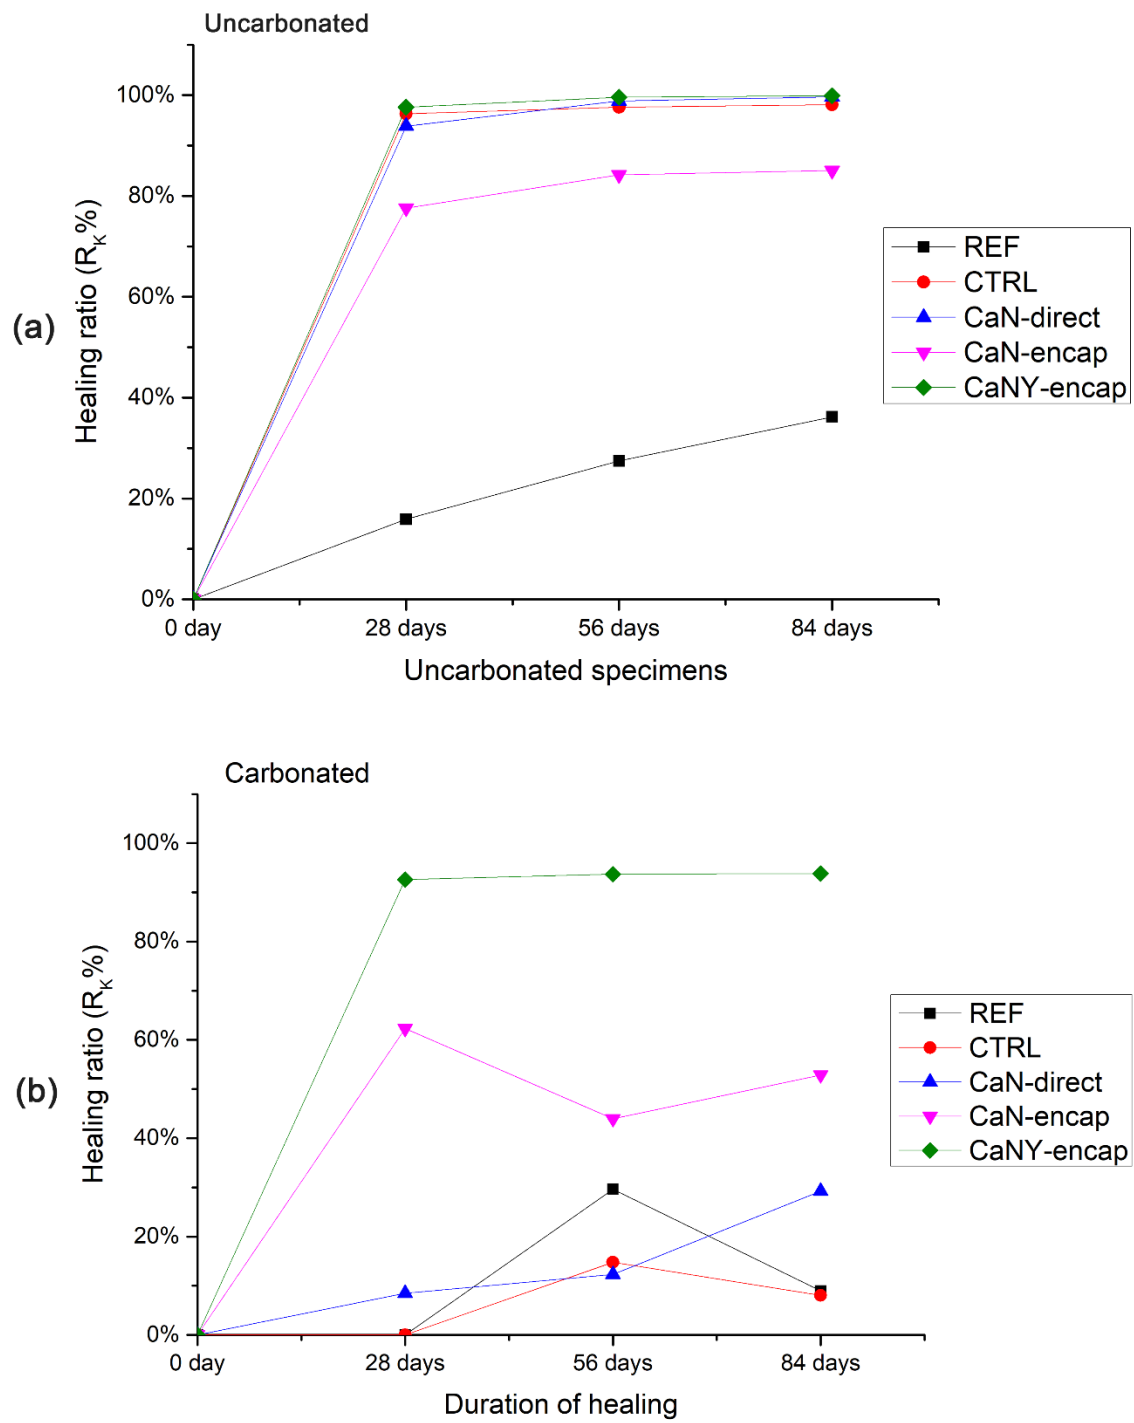 Uncarbonated
(a)
Healing ratio (R_K%)
100%
80%
60%
40%
20%
0%
0 day
28 days
56 days
84 days
Uncarbonated specimens
REF
CTRL
CaN-direct
CaN-encap
CaNY-encap
Carbonated
(b)
Healing ratio (R_K%)
100%
80%
60%
40%
20%
0%
0 day
28 days
56 days
84 days
Duration of healing
REF
CTRL
CaN-direct
CaN-encap
CaNY-encap